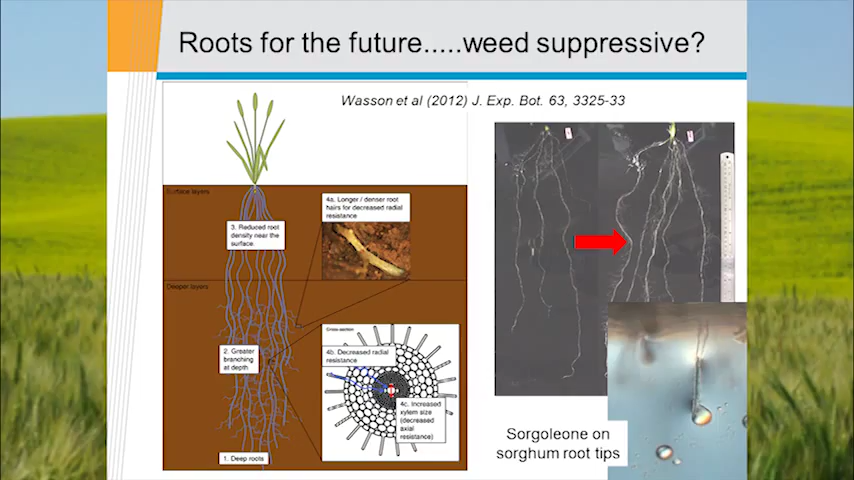 Roots for the future.....weed suppressive?
Wasson et al (2012) J. Exp. Bot. 63, 3325-33
Surface layers
4a. Longer / denser root
hairs for decreased radial
resistance
3. Reduced root
density near the
surface
Deeper layers
Cross-section
2. Greater
branching
at depth
4b. Decreased radial
resistance
4c. Increased
xylem size
(decreased
axial
resistance)
1. Deep roots
Sorgoleone on
sorghum root tips